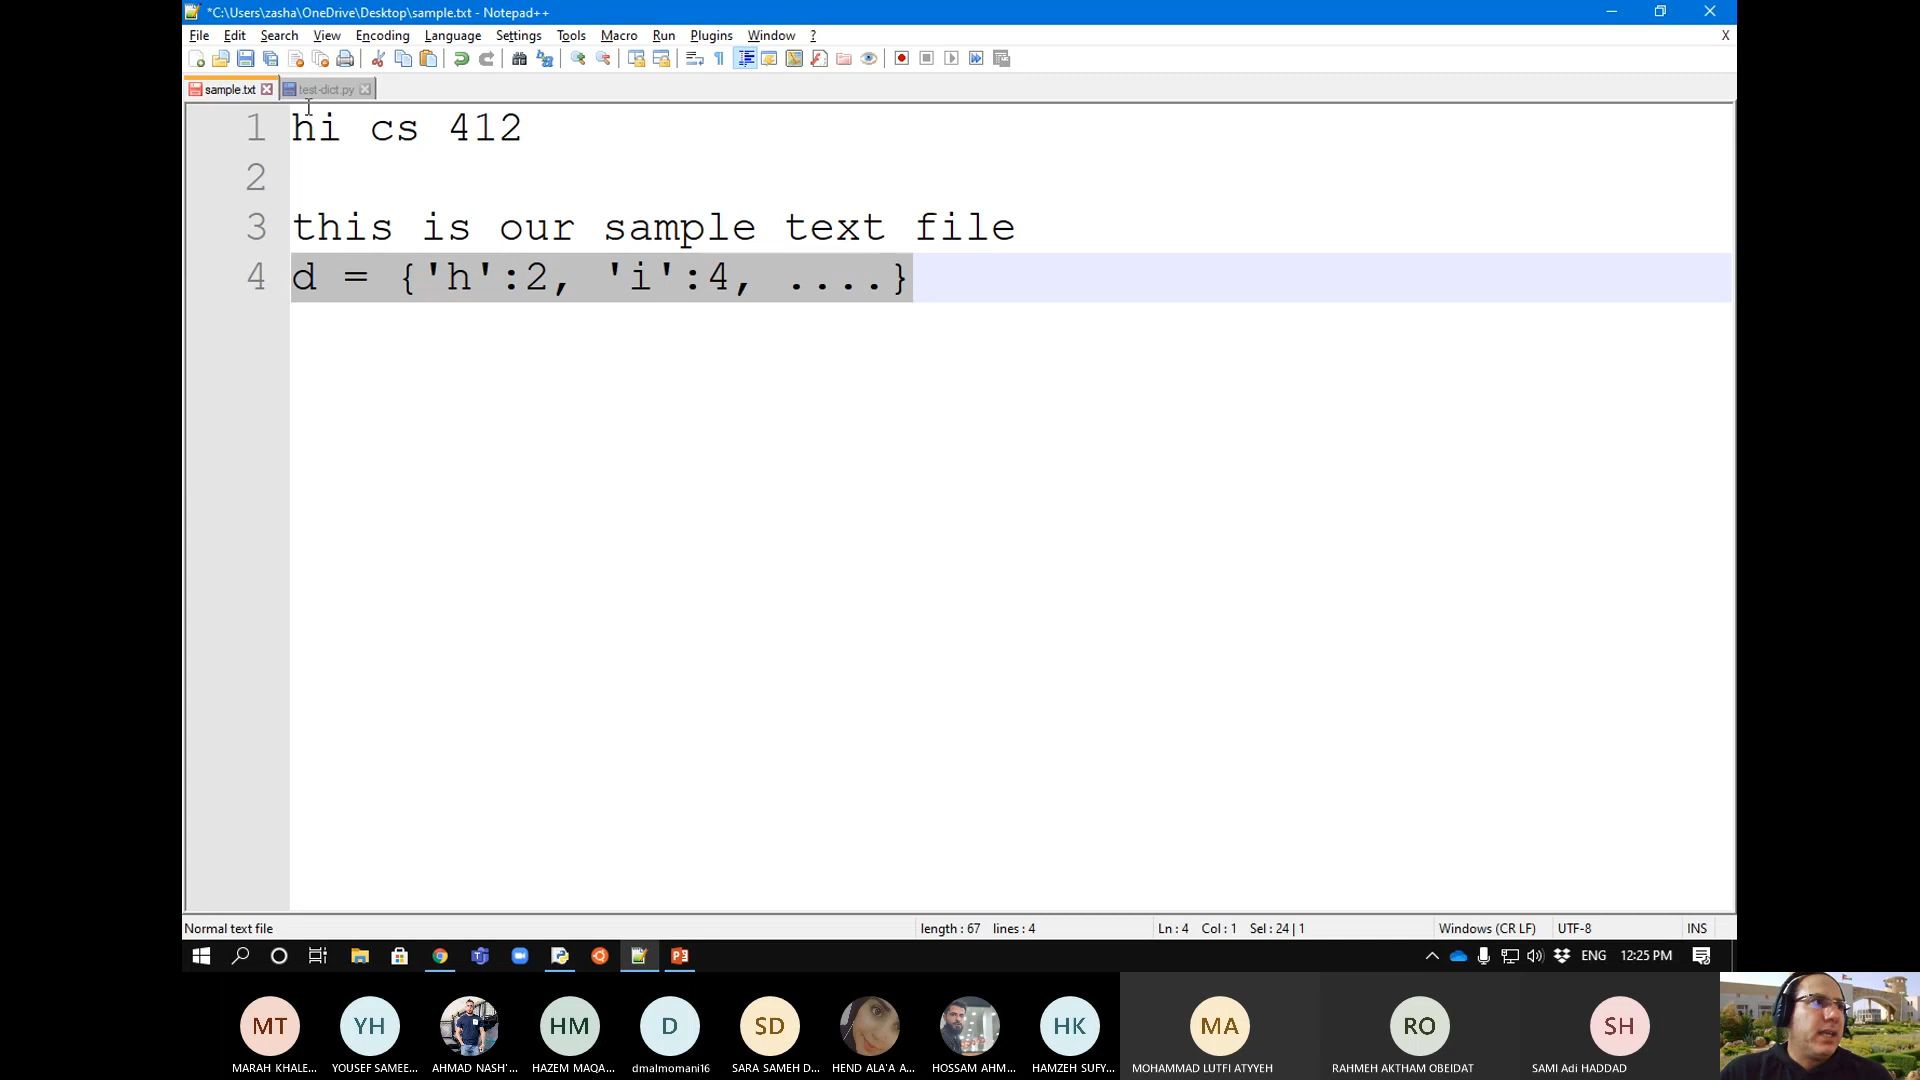 *C:\Users\zasha\OneDrive\Desktop\sample.txt - Notepad++
File Edit Search View Encoding Language Settings Tools Macro Run Plugins Window ? X
sample.txt test-dict.py
1 hi cs 412
2
3 this is our sample text file
4 d = {'h':2, 'i':4, ....}
Normal text file length : 67 lines : 4 Ln : 4 Col : 1 Sel : 24 | 1 Windows (CR LF) UTF-8 INS
ENG 12:25 PM
MT YH HM D SD HK MA RO SH
MARAH KHALE... YOUSEF SAMEE... AHMAD NASH'... HAZEM MAQA... dmalmomani16 SARA SAMEH D... HEND ALA'A A... HOSSAM AHM... HAMZEH SUFY... MOHAMMAD LUTFI ATYYEH RAHMEH AKTHAM OBEIDAT SAMI Adi HADDAD